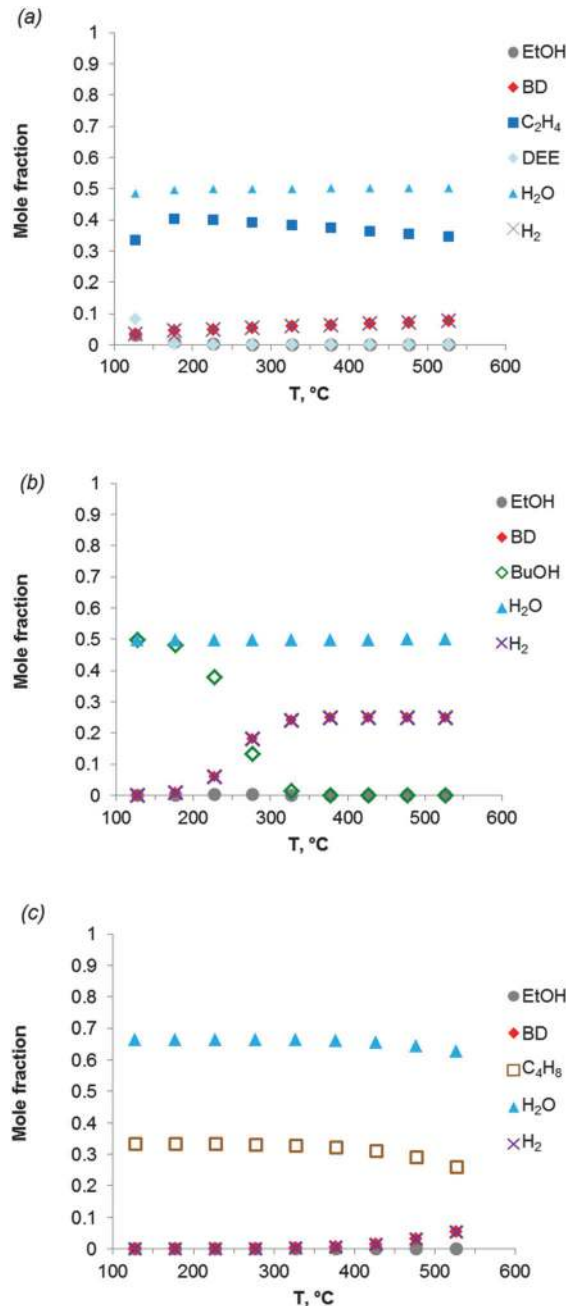 (a)
1
0.9
0.8
0.7
0.6
0.5
0.4
0.3
0.2
0.1
0
Mole fraction
100 200 300 400 500 600
T, °C
EtOH
BD
C₂H₄
DEE
H₂O
H₂
(b)
1
0.9
0.8
0.7
0.6
0.5
0.4
0.3
0.2
0.1
0
Mole fraction
100 200 300 400 500 600
T, °C
EtOH
BD
BuOH
H₂O
H₂
(c)
1
0.9
0.8
0.7
0.6
0.5
0.4
0.3
0.2
0.1
0
Mole fraction
100 200 300 400 500 600
T, °C
EtOH
BD
C₄H₈
H₂O
H₂